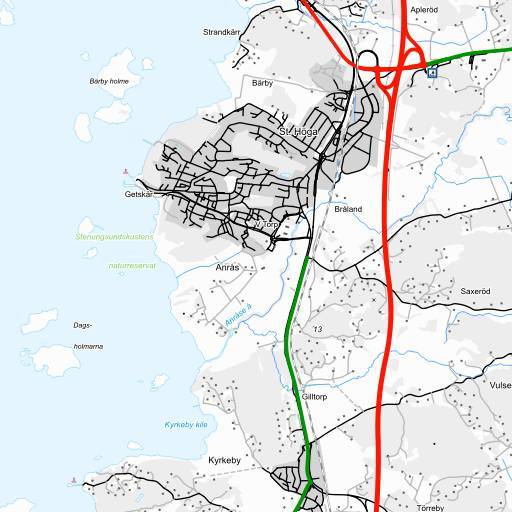 Apleröd
Strandkärr
Bärby holme
Bärby
St. Höga
Getskär
Bråland
V Torp
Stenungsundskustens
naturreservat
Anrås
Saxeröd
Anråse å
Dags-
holmarna
'13
Gilltorp
Vulse
Kyrkeby kile
Kyrkeby
Törreby